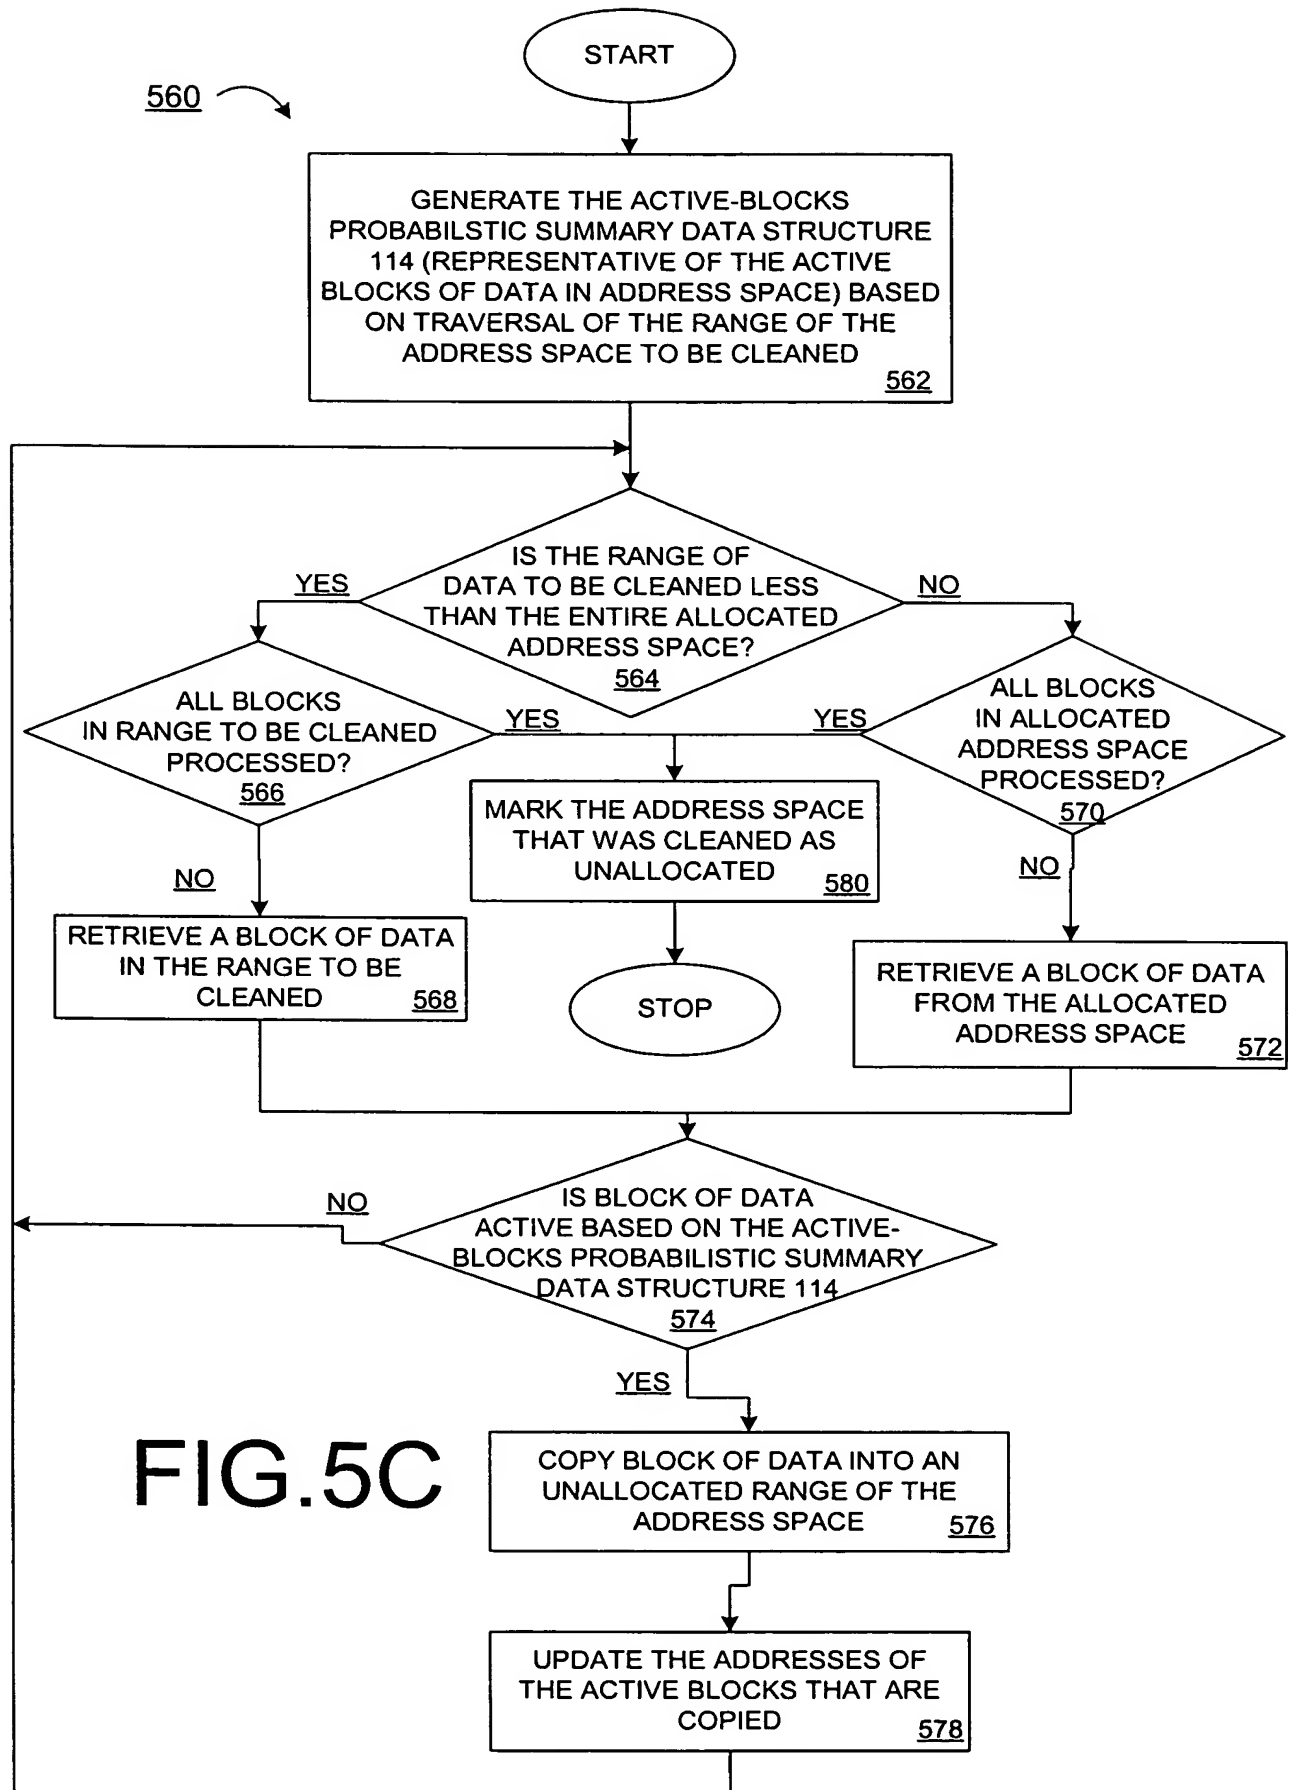 START
560
GENERATE THE ACTIVE-BLOCKS
PROBABILSTIC SUMMARY DATA STRUCTURE
114 (REPRESENTATIVE OF THE ACTIVE
BLOCKS OF DATA IN ADDRESS SPACE) BASED
ON TRAVERSAL OF THE RANGE OF THE
ADDRESS SPACE TO BE CLEANED
562
IS THE RANGE OF
DATA TO BE CLEANED LESS
THAN THE ENTIRE ALLOCATED
ADDRESS SPACE?
564
YES
NO
ALL BLOCKS
IN RANGE TO BE CLEANED
PROCESSED?
566
YES
YES
ALL BLOCKS
IN ALLOCATED
ADDRESS SPACE
PROCESSED?
570
MARK THE ADDRESS SPACE
THAT WAS CLEANED AS
UNALLOCATED
580
NO
NO
RETRIEVE A BLOCK OF DATA
IN THE RANGE TO BE
CLEANED
568
STOP
RETRIEVE A BLOCK OF DATA
FROM THE ALLOCATED
ADDRESS SPACE
572
NO
IS BLOCK OF DATA
ACTIVE BASED ON THE ACTIVE-
BLOCKS PROBABILISTIC SUMMARY
DATA STRUCTURE 114
574
YES
FIG.5C
COPY BLOCK OF DATA INTO AN
UNALLOCATED RANGE OF THE
ADDRESS SPACE
576
UPDATE THE ADDRESSES OF
THE ACTIVE BLOCKS THAT ARE
COPIED
578